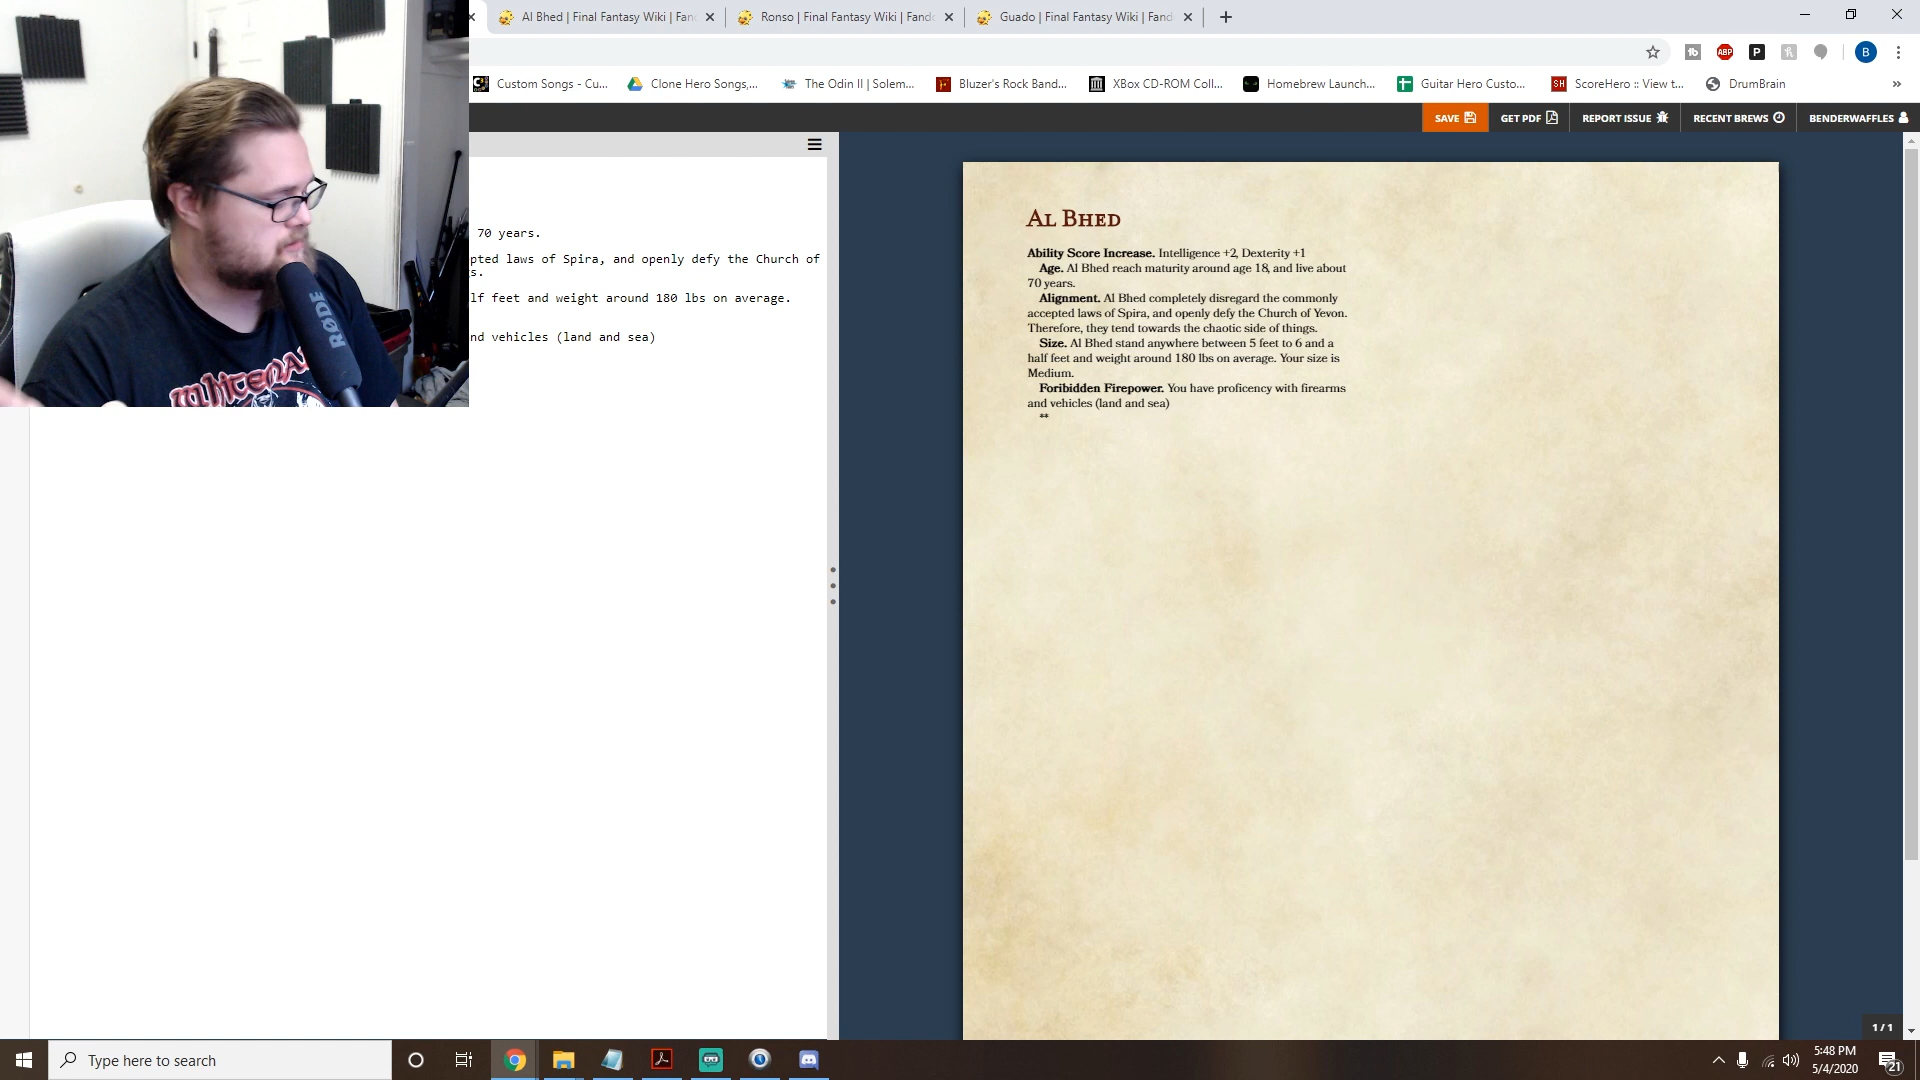 Al Bhed | Final Fantasy Wiki | Fan
Ronso | Final Fantasy Wiki | Fand
Guado | Final Fantasy Wiki | Fand
ABP
P
B
Custom Songs - Cu...
Clone Hero Songs,...
The Odin II | Solem...
Bluzer's Rock Band...
XBox CD-ROM Coll...
Homebrew Launch...
Guitar Hero Custo...
SH
ScoreHero :: View t...
DrumBrain
»
SAVE
GET PDF
REPORT ISSUE
RECENT BREWS
BENDERWAFFLES
70 years.
pted laws of Spira, and openly defy the Church of
s.
lf feet and weight around 180 lbs on average.
nd vehicles (land and sea)
RØDE
Al Bhed
Ability Score Increase. Intelligence +2, Dexterity +1
Age. Al Bhed reach maturity around age 18, and live about
70 years.
Alignment. Al Bhed completely disregard the commonly
accepted laws of Spira, and openly defy the Church of Yevon.
Therefore, they tend towards the chaotic side of things.
Size. Al Bhed stand anywhere between 5 feet to 6 and a
half feet and weight around 180 lbs on average. Your size is
Medium.
Foribidden Firepower. You have proficency with firearms
and vehicles (land and sea)
**
1 / 1
Type here to search
5:48 PM
5/4/2020
21